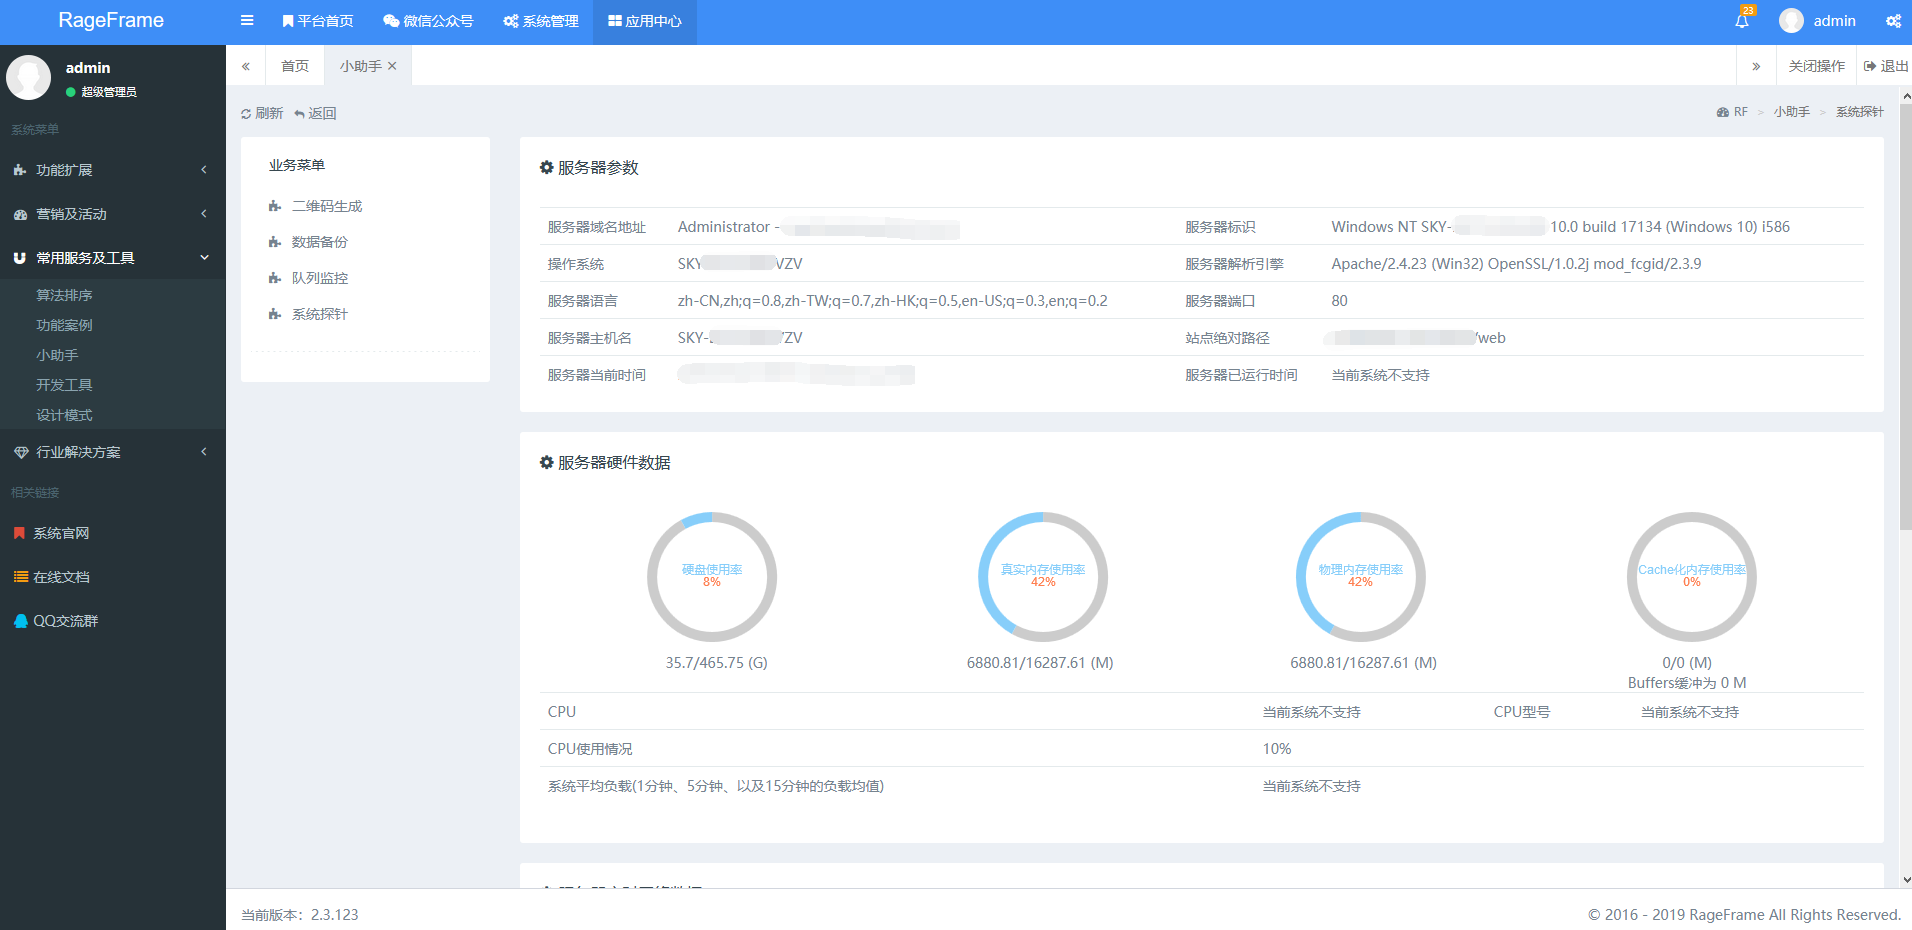 RageFrame
平台首页
微信公众号
系统管理
应用中心
23
admin
admin
超级管理员
系统菜单
功能扩展
营销及活动
常用服务及工具
算法排序
功能案例
小助手
开发工具
设计模式
行业解决方案
相关链接
系统官网
在线文档
QQ交流群
«
首页
小助手 ×
»
关闭操作
退出
刷新 返回
RF > 小助手 > 系统探针
业务菜单
二维码生成
数据备份
队列监控
系统探针
服务器参数
服务器域名地址 Administrator - 服务器标识 Windows NT SKY- 10.0 build 17134 (Windows 10) i586
操作系统 SKY VZV 服务器解析引擎 Apache/2.4.23 (Win32) OpenSSL/1.0.2j mod_fcgid/2.3.9
服务器语言 zh-CN,zh;q=0.8,zh-TW;q=0.7,zh-HK;q=0.5,en-US;q=0.3,en;q=0.2 服务器端口 80
服务器主机名 SKY- ZV 站点绝对路径 /web
服务器当前时间 服务器已运行时间 当前系统不支持
服务器硬件数据
硬盘使用率
8%
35.7/465.75 (G)
真实内存使用率
42%
6880.81/16287.61 (M)
物理内存使用率
42%
6880.81/16287.61 (M)
Cache化内存使用率
0%
0/0 (M)
Buffers缓冲为 0 M
CPU 当前系统不支持 CPU型号 当前系统不支持
CPU使用情况 10%
系统平均负载(1分钟、5分钟、以及15分钟的负载均值) 当前系统不支持
当前版本：2.3.123
© 2016 - 2019 RageFrame All Rights Reserved.